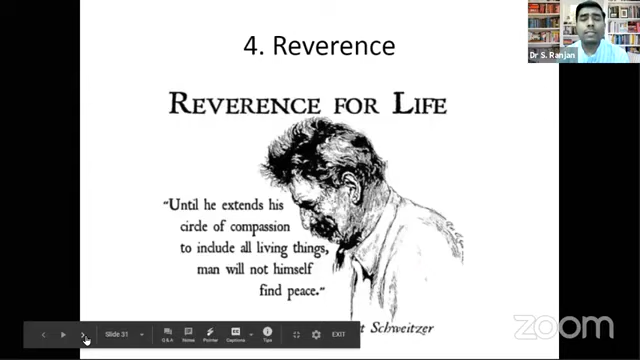 4. Reverence
Dr S. Ranjan
REVERENCE FOR LIFE
"Until he extends his
circle of compassion
to include all living things,
man will not himself
find peace."
t Schweitzer
Slide 31
Q & A
Notes
Pointer
Captions
Tips
EXIT
zoom